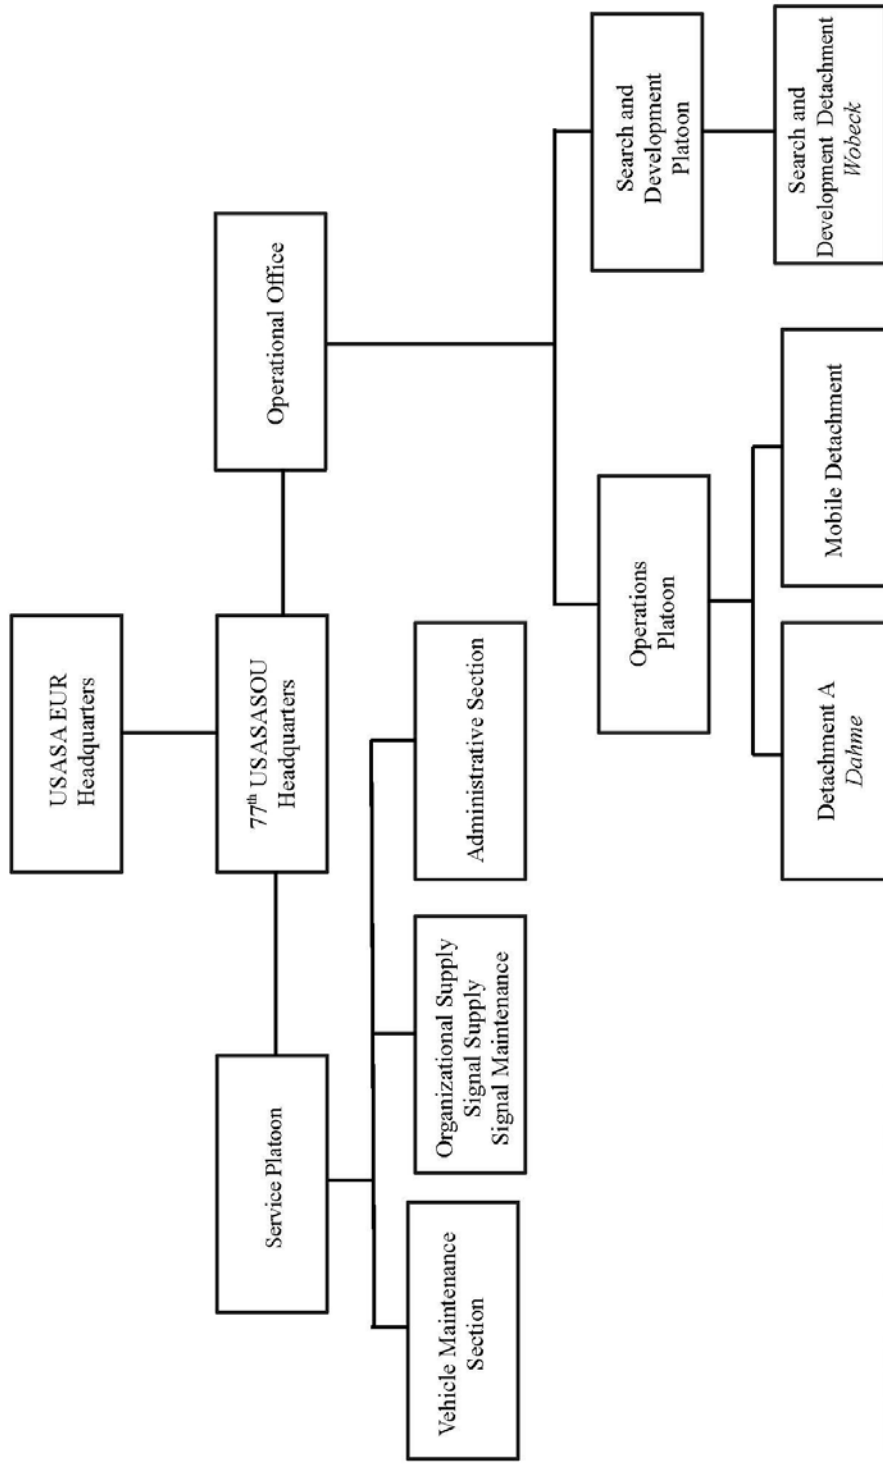 USASA EUR
Headquarters
77th USASASOU
Headquarters
Service Platoon
Operational Office
Vehicle Maintenance
Section
Organizational Supply
Signal Supply
Signal Maintenance
Administrative Section
Operations
Platoon
Search and
Development
Platoon
Detachment A
Dahme
Mobile Detachment
Search and
Development Detachment
Wobeck